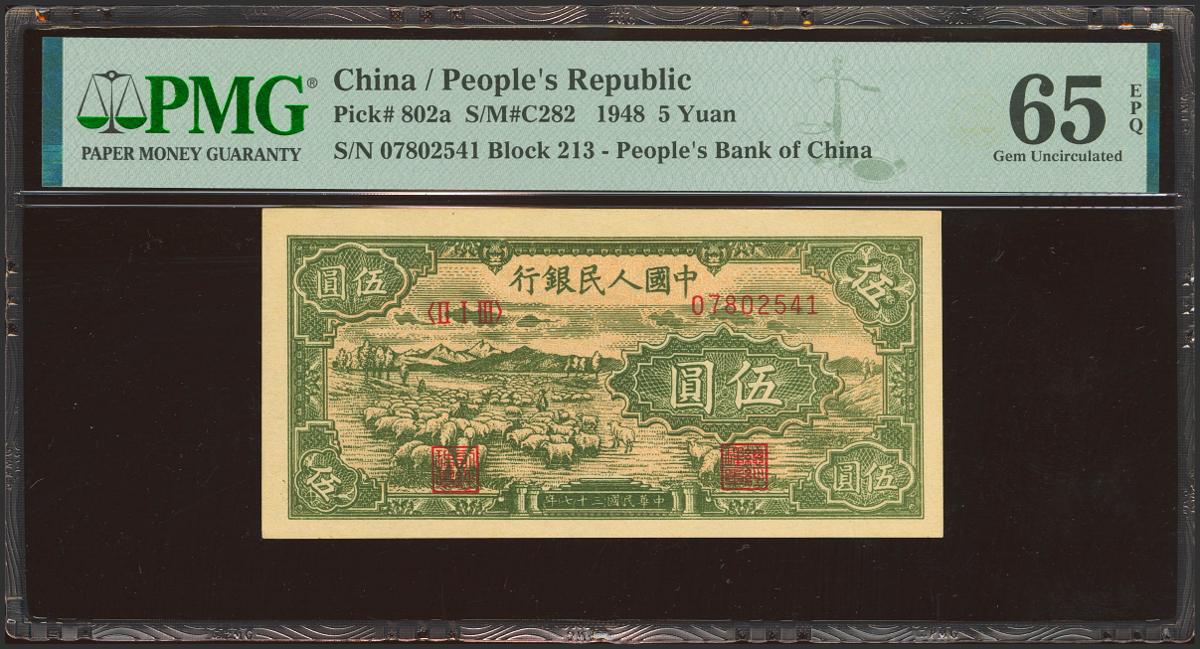 PMG®
PAPER MONEY GUARANTY
China / People's Republic
Pick# 802a S/M#C282 1948 5 Yuan
S/N 07802541 Block 213 - People's Bank of China
65
EPQ
Gem Uncirculated
行銀民人國中
圓伍
伍
〈II I III〉
07802541
圓伍
伍
圓伍
年七十三國民華中